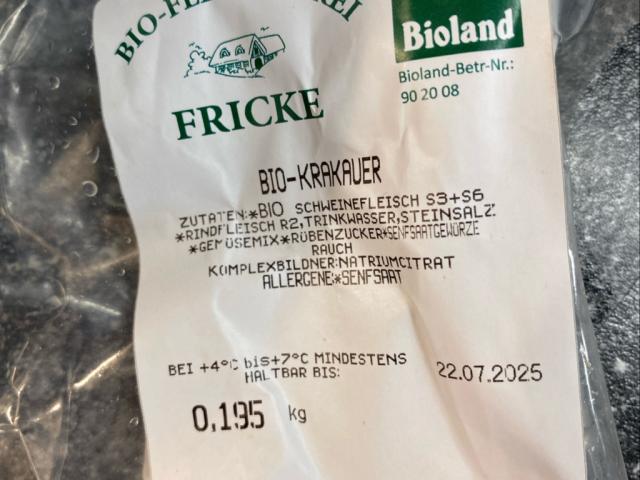 FRICKE
Bioland
Bioland-Betr-Nr.:
90 20 08
BIO-KRAKAUER
ZUTATEN:*BIO SCHWEINEFLEISCH S3+S6
*RINDFLEISCH R2,TRINKWASSER,STEINSALZ
*GEMÜSEMIX*RÜBENZUCKER*SENFSAATGEWÜRZE
RAUCH
KOMPLEXBILDNER:NATRIUMCITRAT
ALLERGENE:*SENFSAAT
BEI +4°C bis+7°C MINDESTENS
HALTBAR BIS:
22.07.2025
0,195 kg